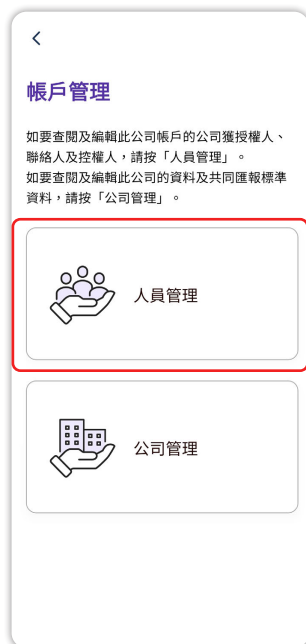 帳戶管理
如要查閱及編輯此公司帳戶的公司獲授權人、
聯絡人及控權人，請按「人員管理」。
如要查閱及編輯此公司的資料及共同匯報標準
資料，請按「公司管理」。
人員管理
公司管理